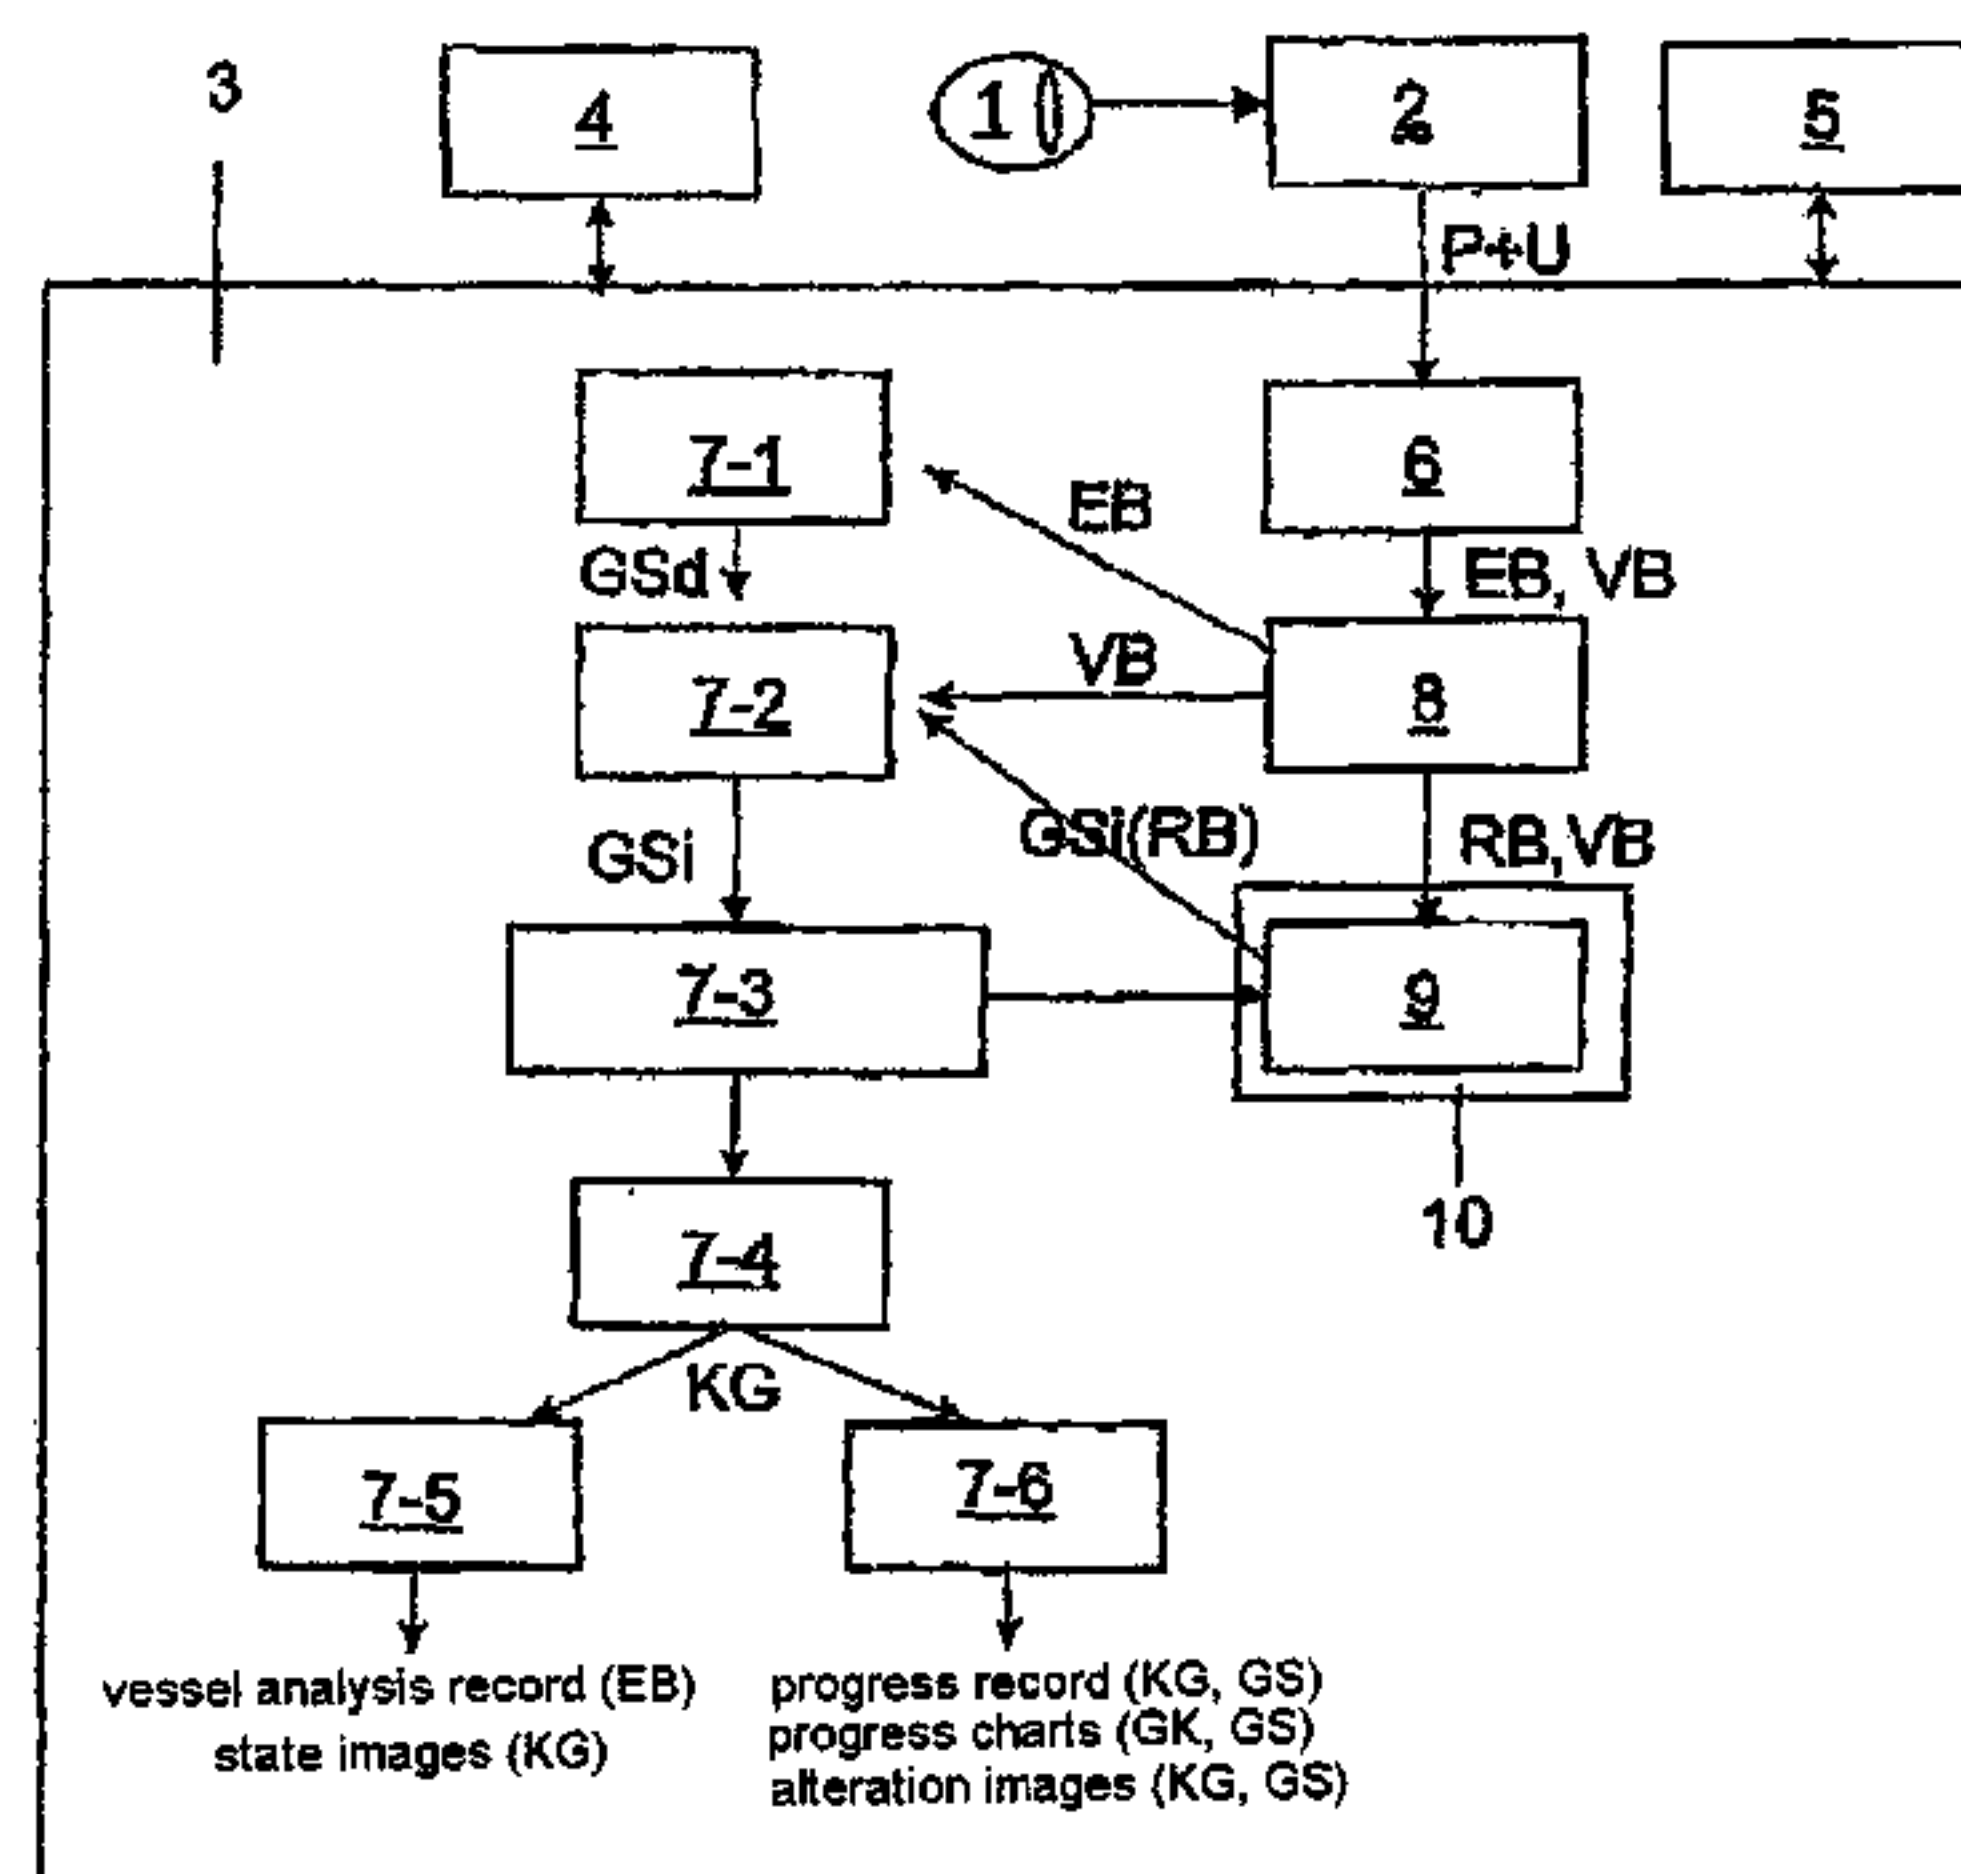 3
4
1
2
5
P+U
7-1
EB
6
GSd
EB, VB
VB
7-2
8
GSi
GSi(RB)
RB,VB
7-3
9
7-4
10
KG
7-5
7-6
vessel analysis record (EB)
state images (KG)
progress record (KG, GS)
progress charts (GK, GS)
alteration images (KG, GS)